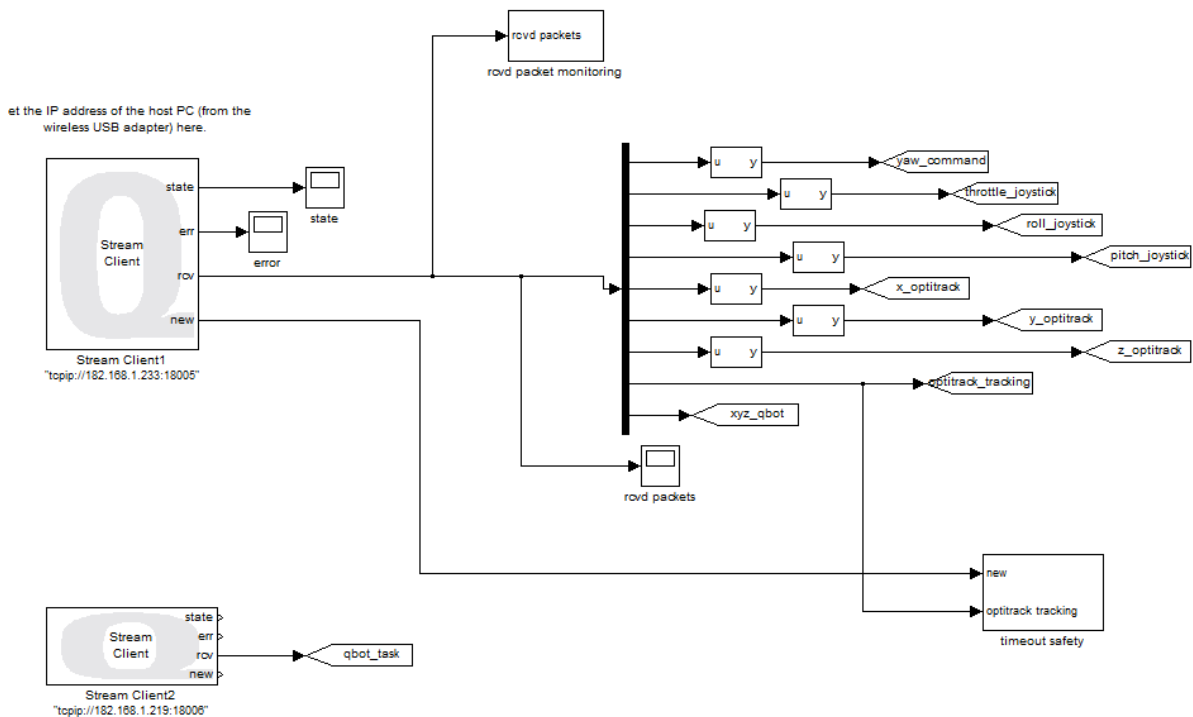 rcvd packets
rcvd packet monitoring
et the IP address of the host PC (from the
wireless USB adapter) here.
state
err
rcv
new
Stream
Client
Stream Client1
"tcpip://182.168.1.233:18005"
state
error
u y
yaw_command
u y
throttle_joystick
u y
roll_joystick
u y
pitch_joystick
u y
x_optitrack
u y
y_optitrack
u y
z_optitrack
optitrack_tracking
xyz_qbot
rcvd packets
new
optitrack tracking
timeout safety
state
err
rcv
new
Stream
Client
Stream Client2
"tcpip://182.168.1.219:18006"
qbot_task